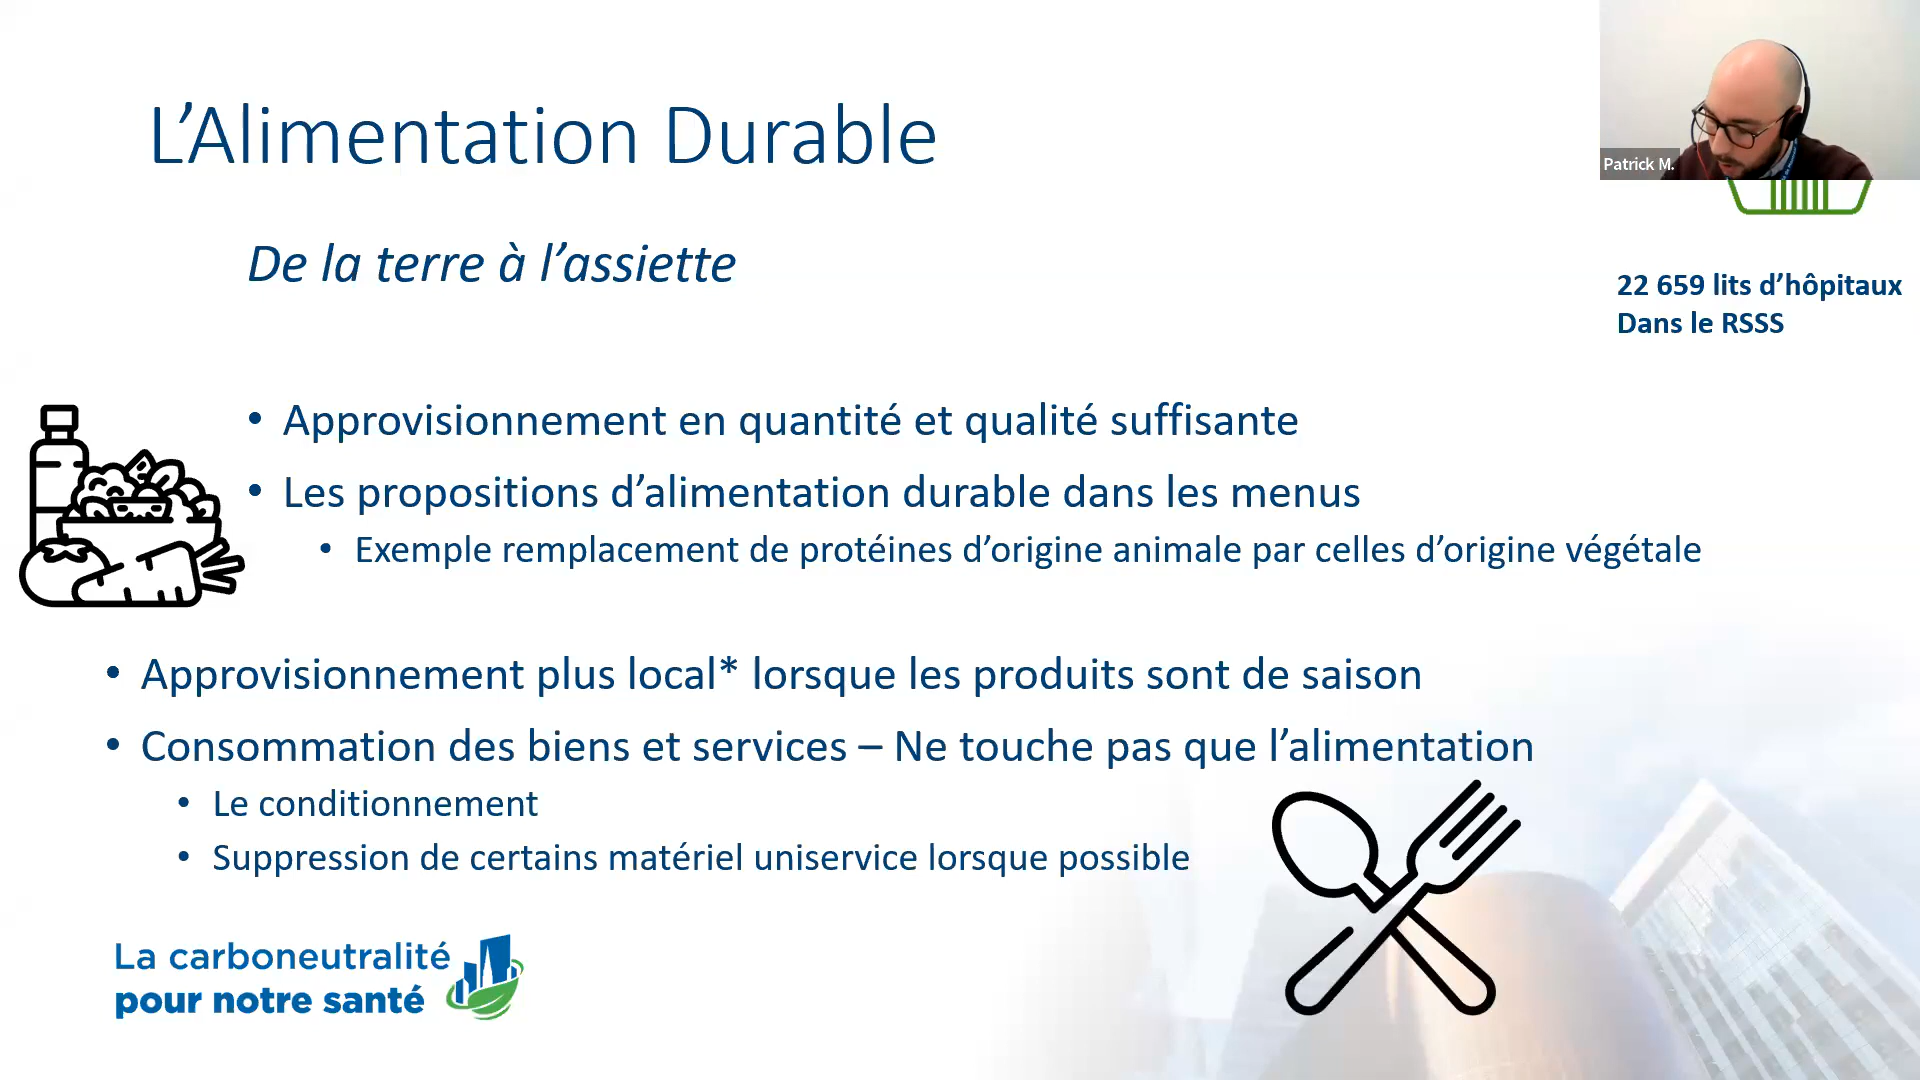 L’Alimentation Durable
Patrick M.
De la terre à l’assiette
22 659 lits d’hôpitaux
Dans le RSSS
• Approvisionnement en quantité et qualité suffisante
• Les propositions d’alimentation durable dans les menus
• Exemple remplacement de protéines d’origine animale par celles d’origine végétale
• Approvisionnement plus local* lorsque les produits sont de saison
• Consommation des biens et services – Ne touche pas que l’alimentation
• Le conditionnement
• Suppression de certains matériel uniservice lorsque possible
La carboneutralité
pour notre santé